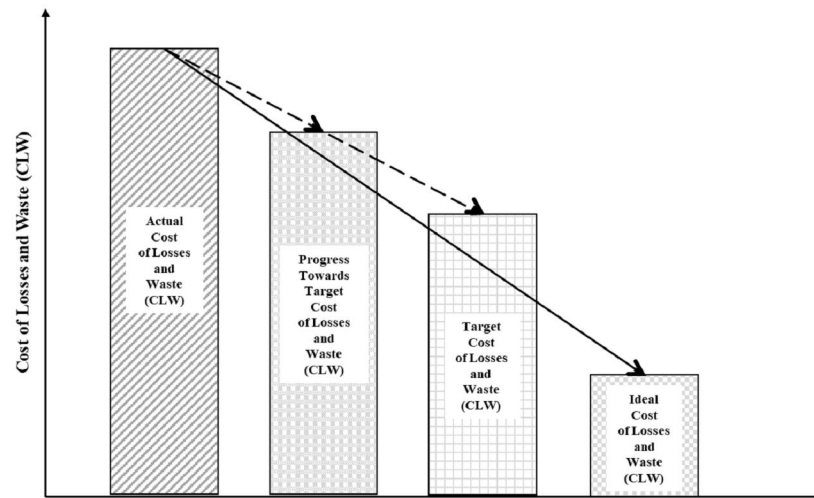 Cost of Losses and Waste (CLW)
Actual
Cost
of Losses
and
Waste
(CLW)
Progress
Towards
Target
Cost
of Losses
and
Waste
(CLW)
Target
Cost
of Losses
and
Waste
(CLW)
Ideal
Cost
of Losses
and
Waste
(CLW)